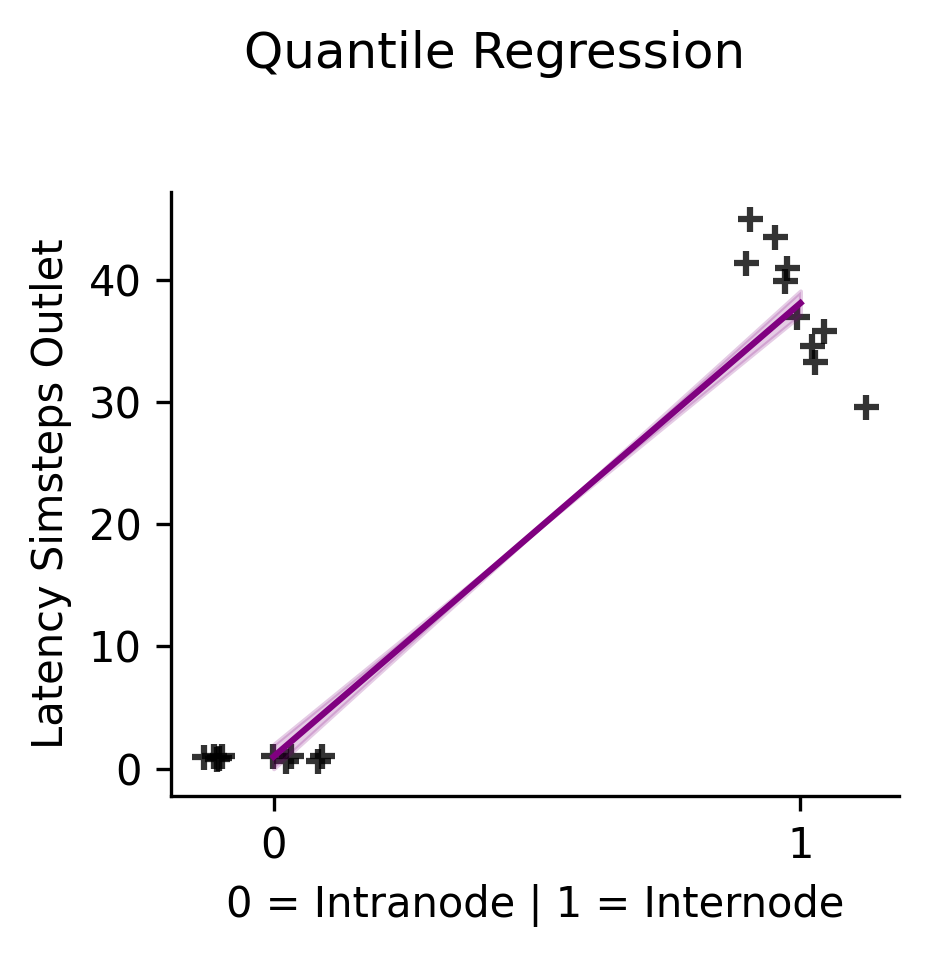 Quantile Regression
Latency Simsteps Outlet
40
30
20
10
0
0
1
0 = Intranode | 1 = Internode